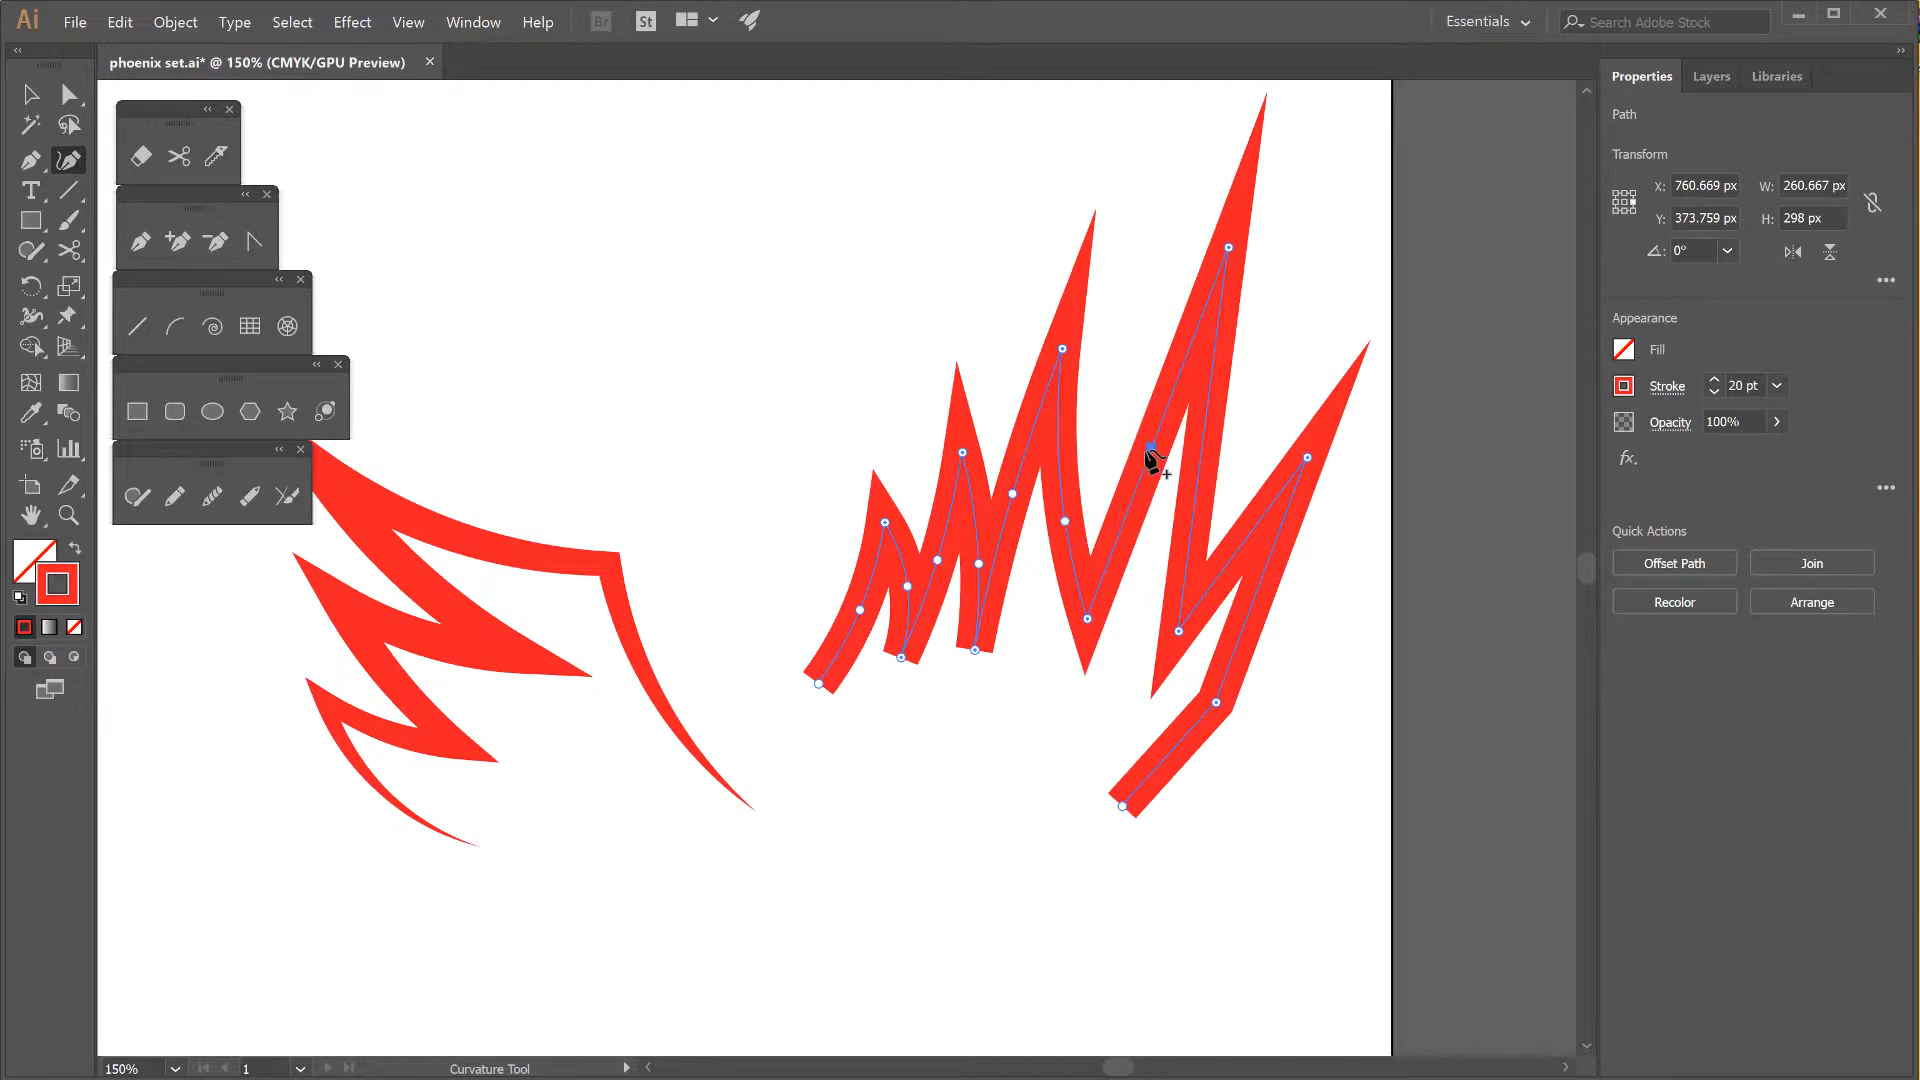 Ai File Edit Object Type Select Effect View Window Help Br St Essentials Search Adobe Stock
phoenix set.ai* @ 150% (CMYK/GPU Preview)
Properties Layers Libraries
Path
Transform
X: 760.669 px W: 260.667 px
Y: 373.759 px H: 298 px
0°
Appearance
Fill
Stroke 20 pt
Opacity 100%
fx.
Quick Actions
Offset Path Join
Recolor Arrange
150% 1 Curvature Tool